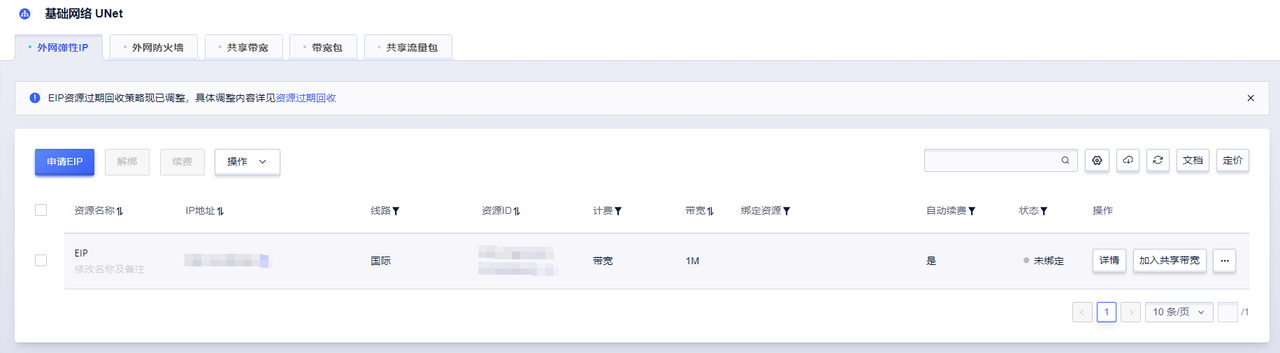 基础网络 UNet
外网弹性IP 外网防火墙 共享带宽 带宽包 共享流量包
EIP资源过期回收策略现已调整，具体调整内容详见资源过期回收
申请EIP 解绑 续费 操作 文档 定价
资源名称 IP地址 线路 资源ID 计费 带宽 绑定资源 自动续费 状态 操作
EIP 国际 带宽 1M 是 未绑定 详情 加入共享带宽 ...
修改名称及备注
1 10 条/页 /1